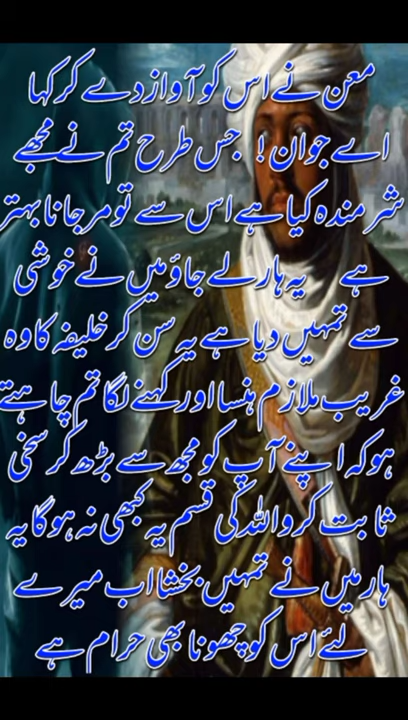 معن نے اس کو آواز دے کر کہا
اے جوان! جس طرح تم نے مجھے
شرمندہ کیا ہے اس سے تو مر جانا بہتر
ہے یہ ہار لے جاؤ میں نے خوشی
سے تمہیں دیا ہے یہ سن کر خلیفہ کا وہ
غریب ملازم ہنسا اور کہنے لگا تم چاہتے
ہو کہ اپنے آپ کو مجھ سے بڑھ کر سخی
ثابت کرو اللہ کی قسم یہ کبھی نہ ہوگا یہ
ہار میں نے تمہیں بخشا اب میرے
لئے اس کو چھونا بھی حرام ہے